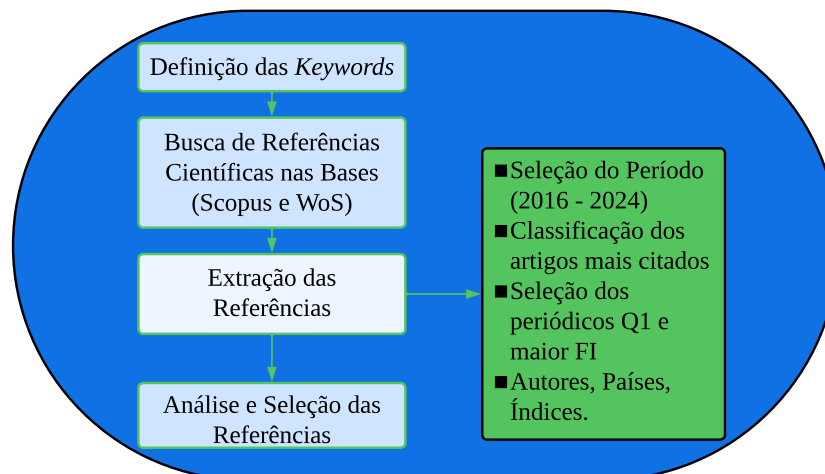 Definição das Keywords
Busca de Referências
Científicas nas Bases
(Scopus e WoS)
Extração das
Referências
Análise e Seleção das
Referências
■Seleção do Período
(2016 - 2024)
■Classificação dos
artigos mais citados
■Seleção dos
periódicos Q1 e
maior FI
■Autores, Países,
Índices.